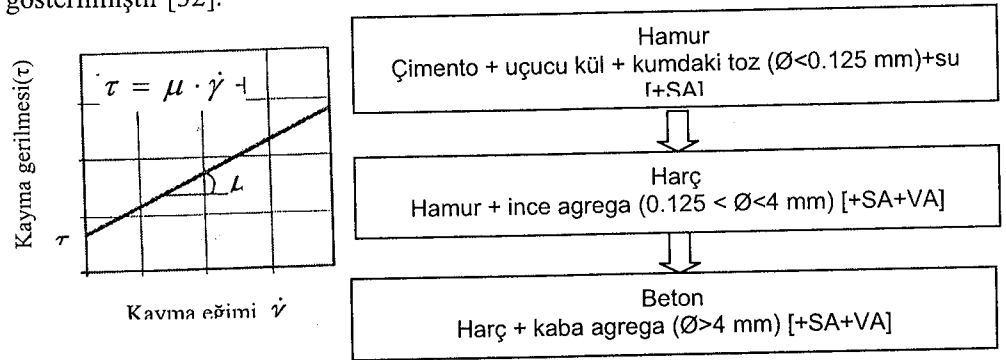 gösterilmiştir [32].
τ = μ · γ̇ +
Kayma gerilmesi(τ)
μ
τ
Kayma eğimi γ̇
Hamur
Çimento + uçucu kül + kumdaki toz (Ø<0.125 mm)+su
[+SA]
Harç
Hamur + ince agrega (0.125 < Ø<4 mm) [+SA+VA]
Beton
Harç + kaba agrega (Ø>4 mm) [+SA+VA]